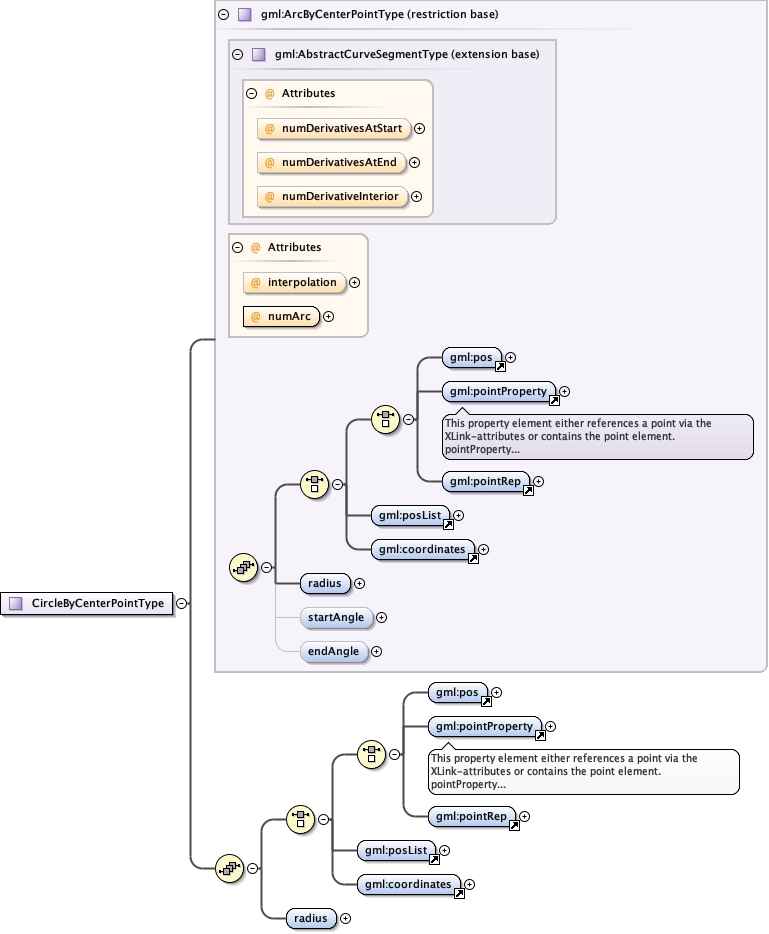 gml:ArcByCenterPointType (restriction base)
gml:AbstractCurveSegmentType (extension base)
@ Attributes
@ numDerivativesAtStart
@ numDerivativesAtEnd
@ numDerivativeInterior
@ Attributes
@ interpolation
@ numArc
gml:pos
gml:pointProperty
This property element either references a point via the
XLink-attributes or contains the point element.
pointProperty...
gml:pointRep
gml:posList
gml:coordinates
radius
startAngle
endAngle
CircleByCenterPointType
gml:pos
gml:pointProperty
This property element either references a point via the
XLink-attributes or contains the point element.
pointProperty...
gml:pointRep
gml:posList
gml:coordinates
radius